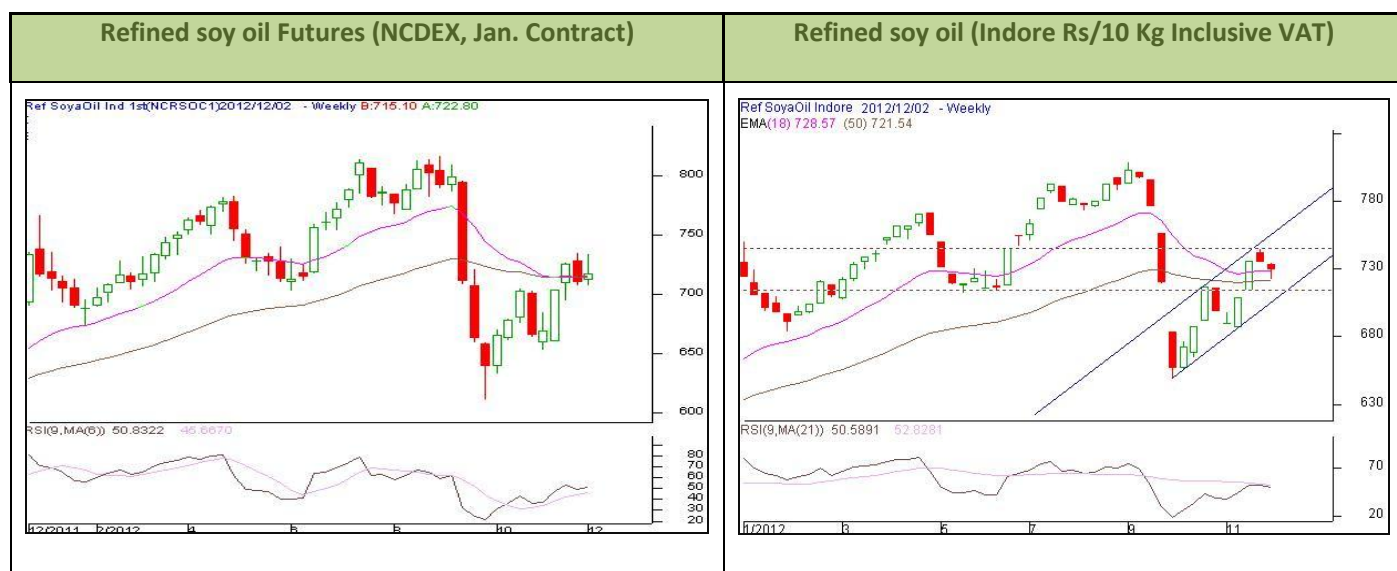 Refined soy oil Futures (NCDEX, Jan. Contract)
Refined soy oil (Indore Rs/10 Kg Inclusive VAT)
Ref SoyaOil Ind 1st(NCRSOC1)2012/12/02 - Weekly B:715.10 A:722.80
800
750
700
650
600
RSI(9,MA(6)) 50.8322 46.6670
80
70
60
50
40
30
20
12/2011 2/2012 4 6 8 10 12
Ref SoyaOil Indore 2012/12/02 - Weekly
EMA(18) 728.57 (50) 721.54
780
730
680
630
RSI(9,MA(21)) 50.5891 52.8281
70
20
1/2012 3 5 7 9 11